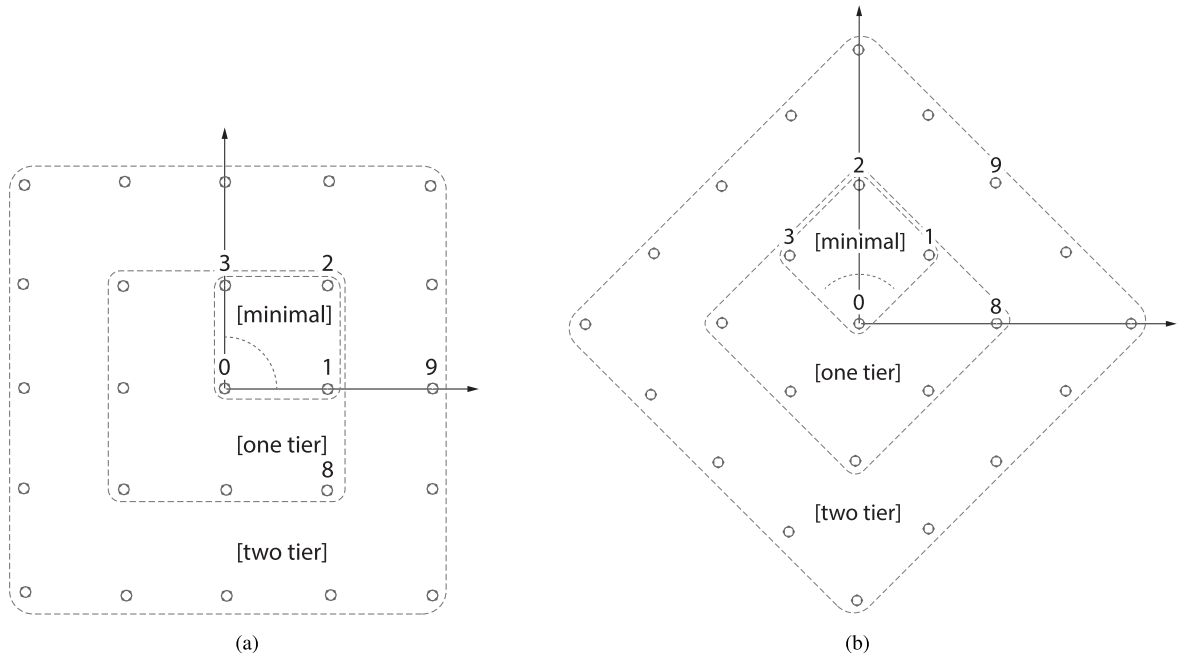 3 2
[minimal]
0 1 9
[one tier]
8
[two tier]
(a)
2
9
3 [minimal] 1
0
8
[one tier]
[two tier]
(b)